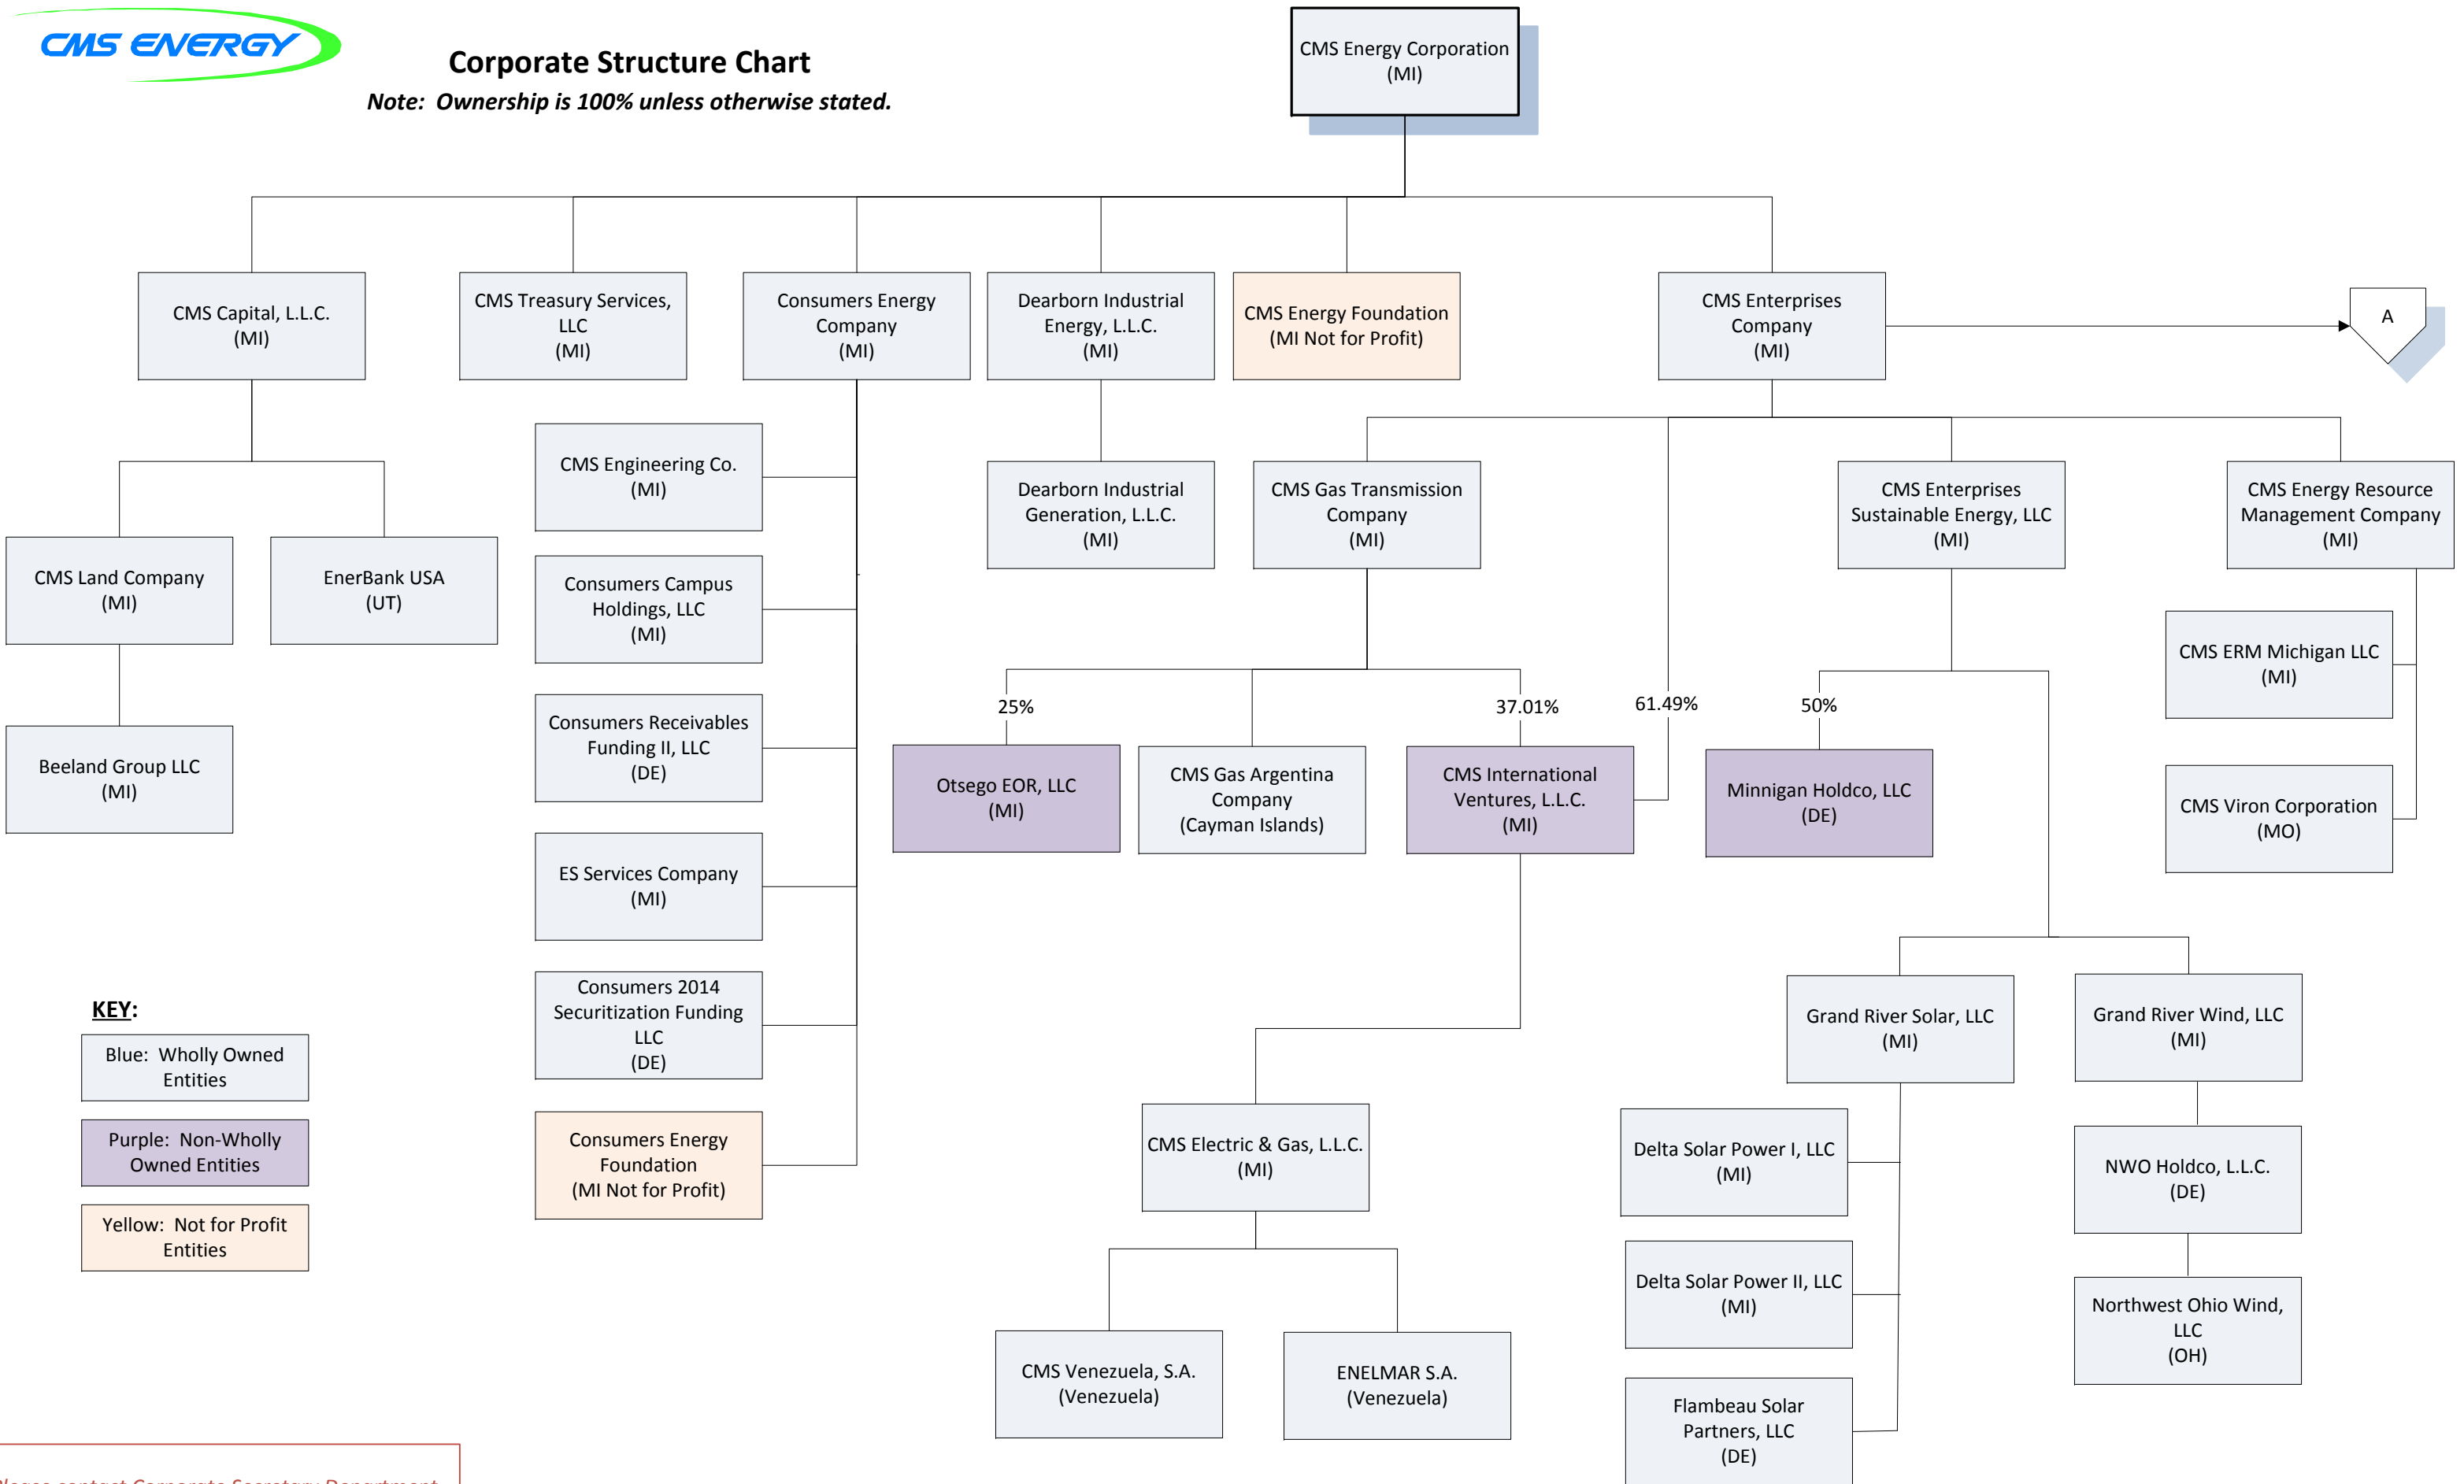 CMS ENERGY
Corporate Structure Chart
Note:  Ownership is 100% unless otherwise stated.
CMS Energy Corporation
(MI)
CMS Capital, L.L.C.
(MI)
CMS Treasury Services,
LLC
(MI)
Consumers Energy
Company
(MI)
Dearborn Industrial
Energy, L.L.C.
(MI)
CMS Energy Foundation
(MI Not for Profit)
CMS Enterprises
Company
(MI)
A
CMS Engineering Co.
(MI)
Dearborn Industrial
Generation, L.L.C.
(MI)
CMS Gas Transmission
Company
(MI)
CMS Enterprises
Sustainable Energy, LLC
(MI)
CMS Energy Resource
Management Company
(MI)
CMS Land Company
(MI)
EnerBank USA
(UT)
Consumers Campus
Holdings, LLC
(MI)
CMS ERM Michigan LLC
(MI)
25%
37.01%
61.49%
50%
Beeland Group LLC
(MI)
Consumers Receivables
Funding II, LLC
(DE)
Otsego EOR, LLC
(MI)
CMS Gas Argentina
Company
(Cayman Islands)
CMS International
Ventures, L.L.C.
(MI)
Minnigan Holdco, LLC
(DE)
CMS Viron Corporation
(MO)
ES Services Company
(MI)
Consumers 2014
Securitization Funding
LLC
(DE)
Grand River Solar, LLC
(MI)
Grand River Wind, LLC
(MI)
KEY:
Blue:  Wholly Owned
Entities
Purple:  Non-Wholly
Owned Entities
Yellow:  Not for Profit
Entities
Consumers Energy
Foundation
(MI Not for Profit)
CMS Electric & Gas, L.L.C.
(MI)
Delta Solar Power I, LLC
(MI)
NWO Holdco, L.L.C.
(DE)
Delta Solar Power II, LLC
(MI)
Northwest Ohio Wind,
LLC
(OH)
CMS Venezuela, S.A.
(Venezuela)
ENELMAR S.A.
(Venezuela)
Flambeau Solar
Partners, LLC
(DE)
Please contact Corporate Secretary Department